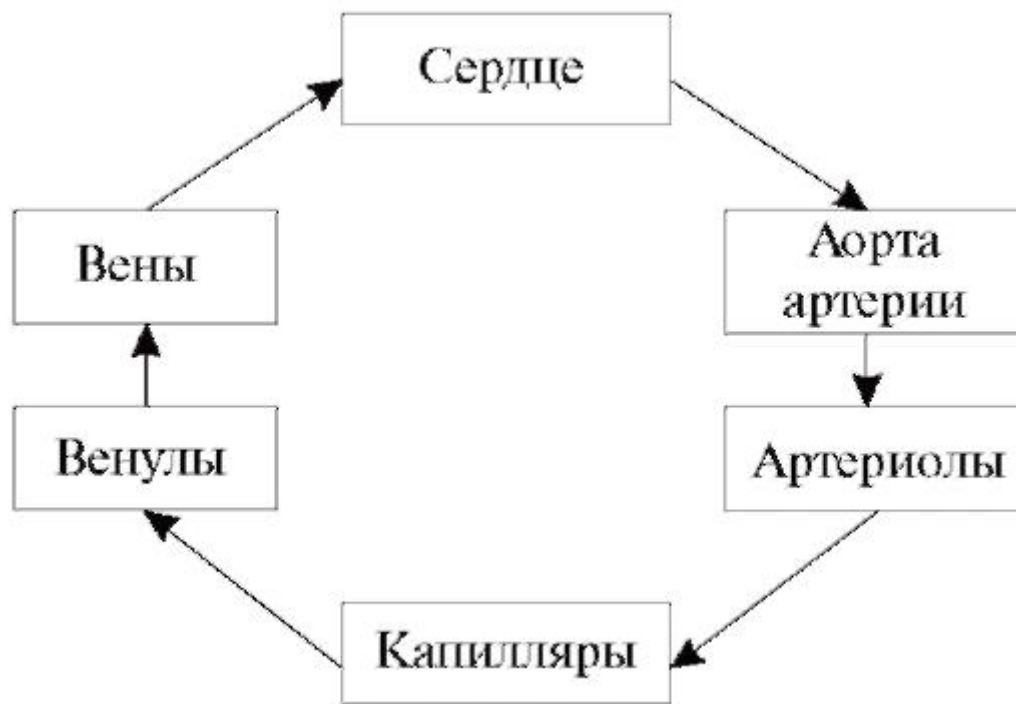 Сердце
Аорта
артерии
Артериолы
Капилляры
Венулы
Вены